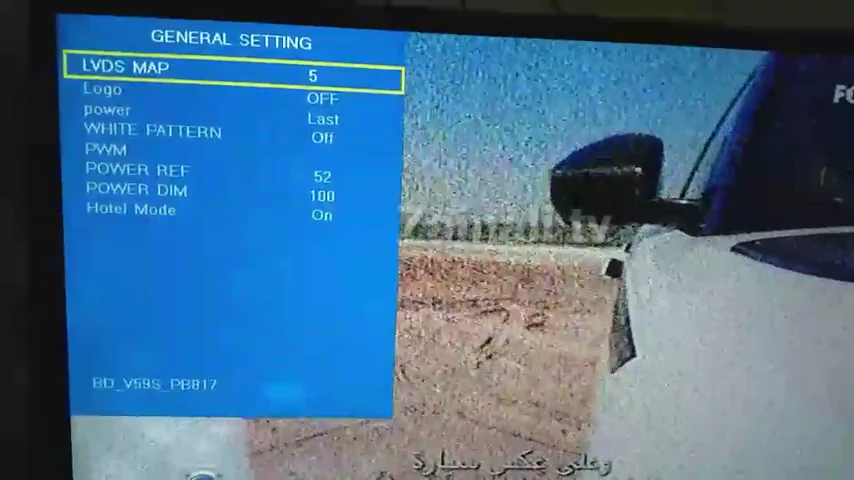 GENERAL SETTING
LVDS MAP 5
Logo OFF
power Last
WHITE PATTERN Off
PWM
POWER REF 52
POWER DIM 100
Hotel Mode On
BD_V59S_PB817
FO
وعلى عكس سيارة